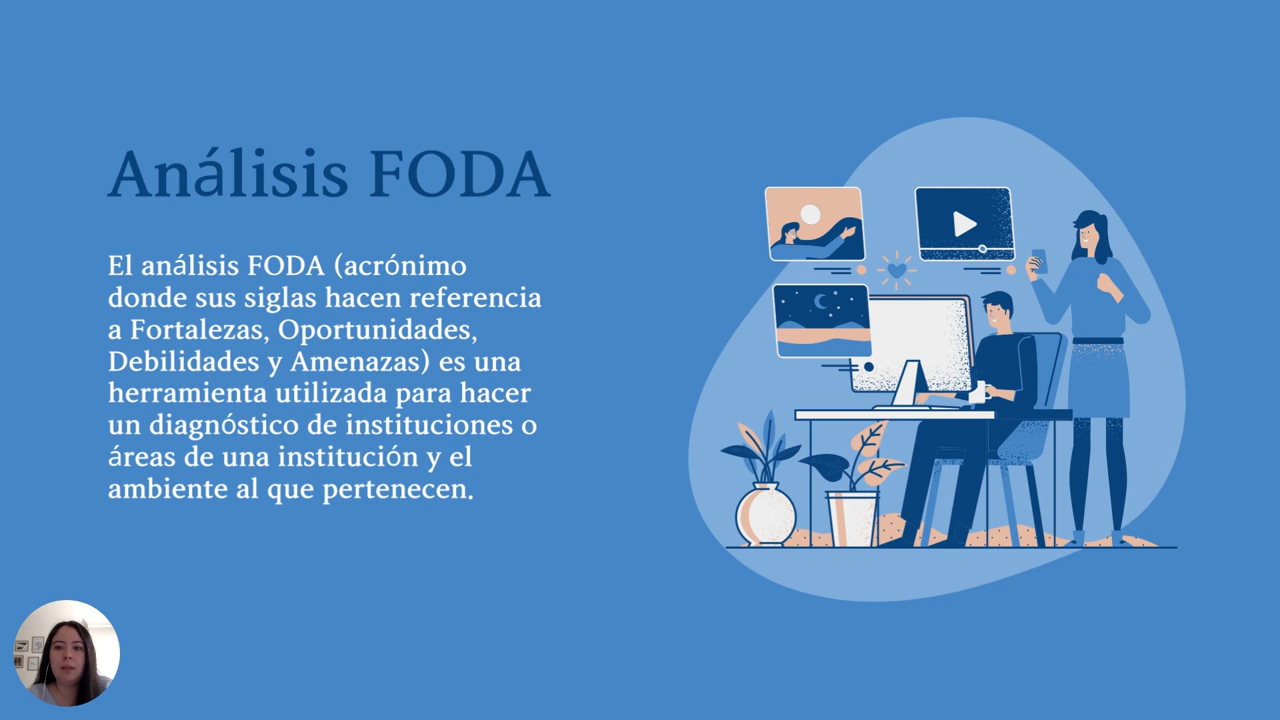 Análisis FODA
El análisis FODA (acrónimo
donde sus siglas hacen referencia
a Fortalezas, Oportunidades,
Debilidades y Amenazas) es una
herramienta utilizada para hacer
un diagnóstico de instituciones o
áreas de una institución y el
ambiente al que pertenecen.